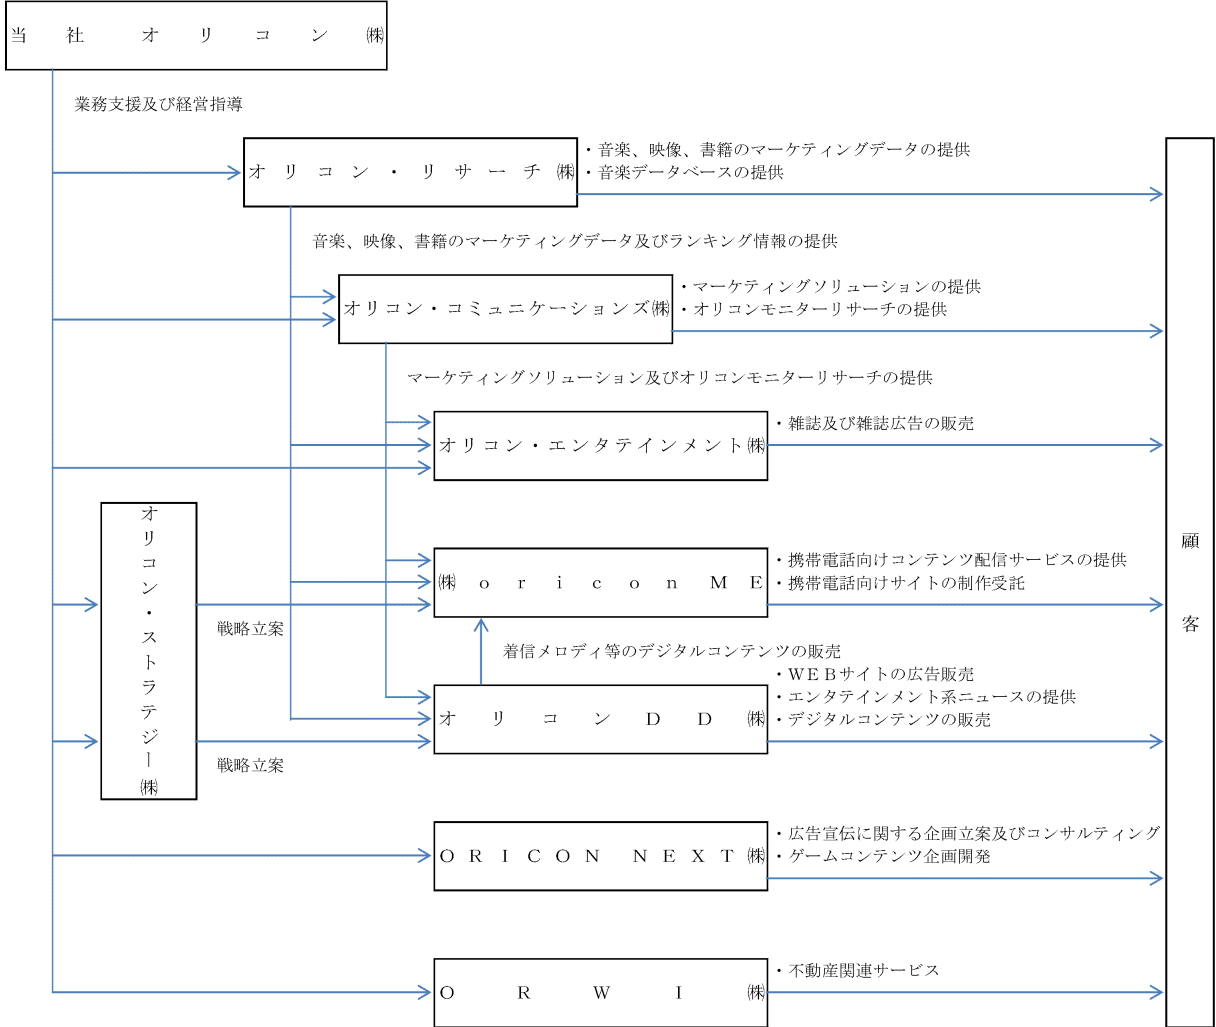 当社 オリコン㈱
業務支援及び経営指導
オリコン・リサーチ㈱
・音楽、映像、書籍のマーケティングデータの提供
・音楽データベースの提供
音楽、映像、書籍のマーケティングデータ及びランキング情報の提供
オリコン・コミュニケーションズ㈱
・マーケティングソリューションの提供
・オリコンモニターリサーチの提供
マーケティングソリューション及びオリコンモニターリサーチの提供
オリコン・エンタテインメント㈱
・雑誌及び雑誌広告の販売
オリコン・ストラテジー㈱
戦略立案
戦略立案
㈱oriconME
・携帯電話向けコンテンツ配信サービスの提供
・携帯電話向けサイトの制作受託
着信メロディ等のデジタルコンテンツの販売
オリコンDD㈱
・WEBサイトの広告販売
・エンタテインメント系ニュースの提供
・デジタルコンテンツの販売
ORICON NEXT㈱
・広告宣伝に関する企画立案及びコンサルティング
・ゲームコンテンツ企画開発
ORWI㈱
・不動産関連サービス
顧客